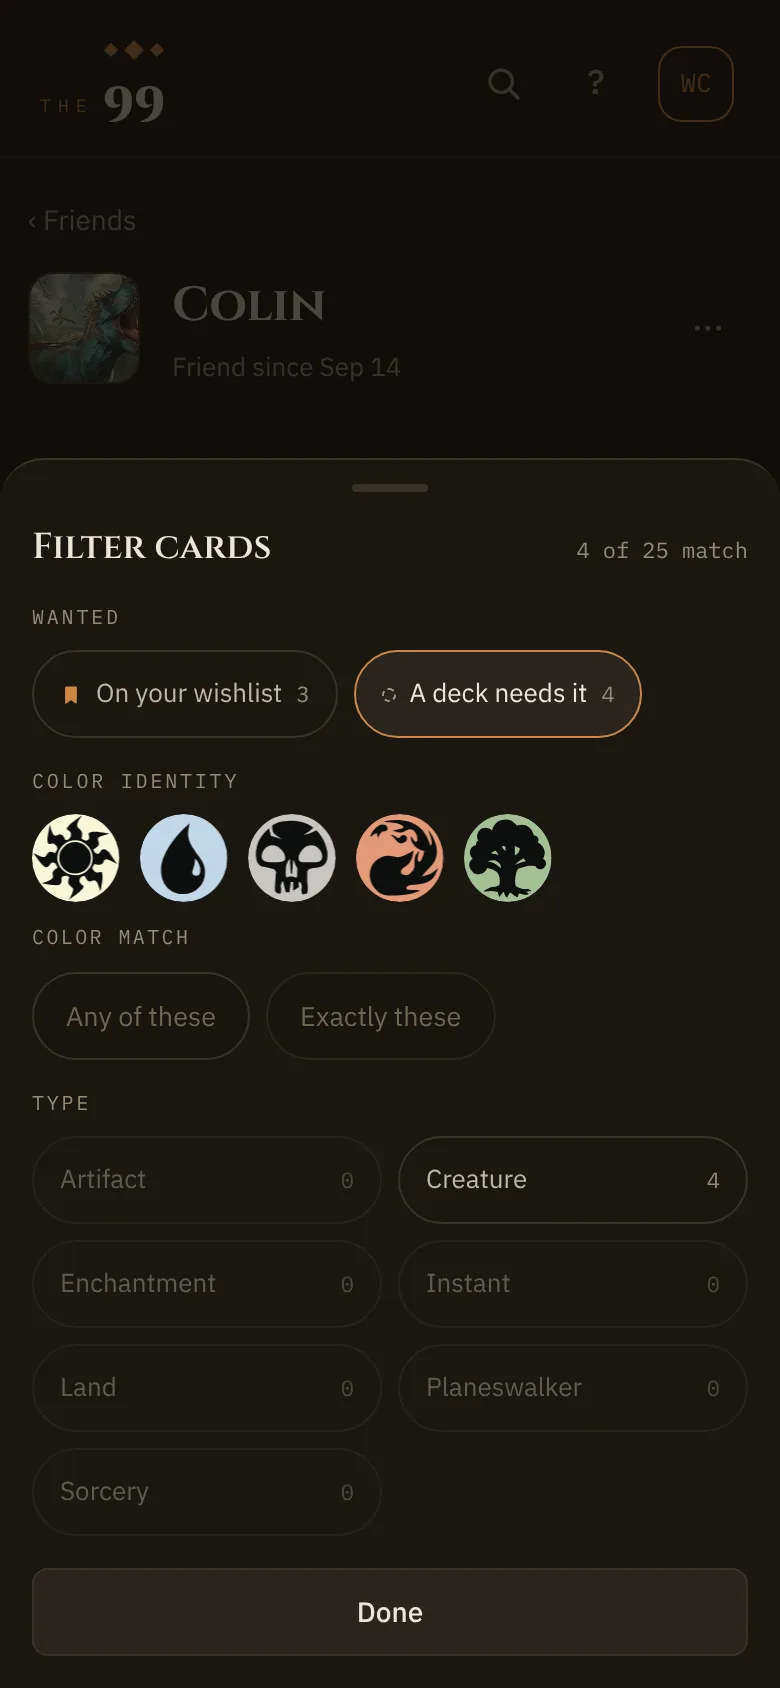 THE 99
?
WC
‹ Friends
Colin
Friend since Sep 14
Filter cards
4 of 25 match
WANTED
On your wishlist 3
A deck needs it 4
COLOR IDENTITY
COLOR MATCH
Any of these
Exactly these
TYPE
Artifact 0
Creature 4
Enchantment 0
Instant 0
Land 0
Planeswalker 0
Sorcery 0
Done